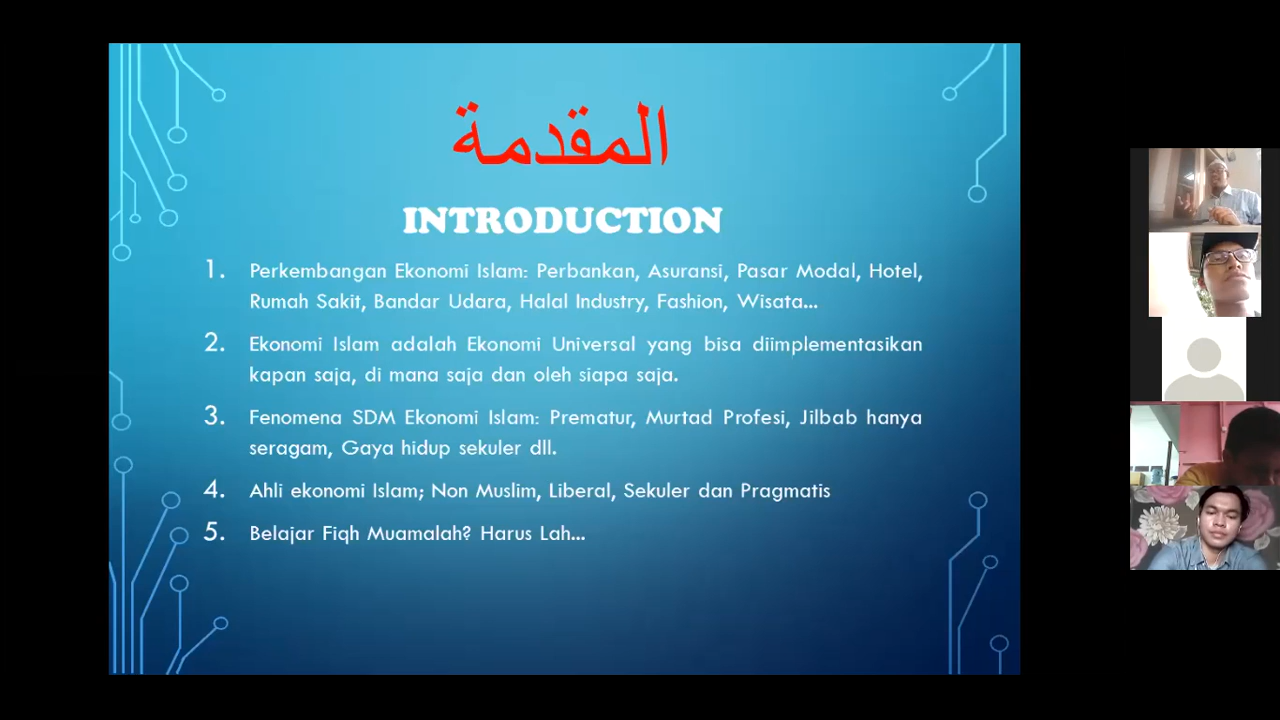 المقدمة
INTRODUCTION
1. Perkembangan Ekonomi Islam: Perbankan, Asuransi, Pasar Modal, Hotel,
Rumah Sakit, Bandar Udara, Halal Industry, Fashion, Wisata...
2. Ekonomi Islam adalah Ekonomi Universal yang bisa diimplementasikan
kapan saja, di mana saja dan oleh siapa saja.
3. Fenomena SDM Ekonomi Islam: Prematur, Murtad Profesi, Jilbab hanya
seragam, Gaya hidup sekuler dll.
4. Ahli ekonomi Islam; Non Muslim, Liberal, Sekuler dan Pragmatis
5. Belajar Fiqh Muamalah? Harus Lah...